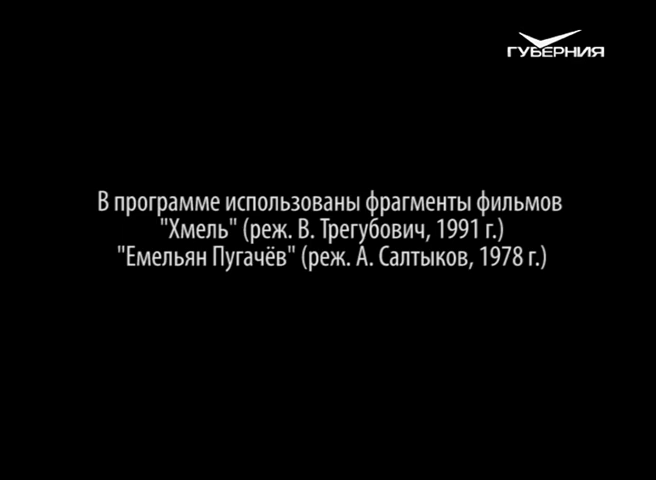 ГУБЕРНИЯ
В программе использованы фрагменты фильмов
"Хмель" (реж. В. Трегубович, 1991 г.)
"Емельян Пугачёв" (реж. А. Салтыков, 1978 г.)